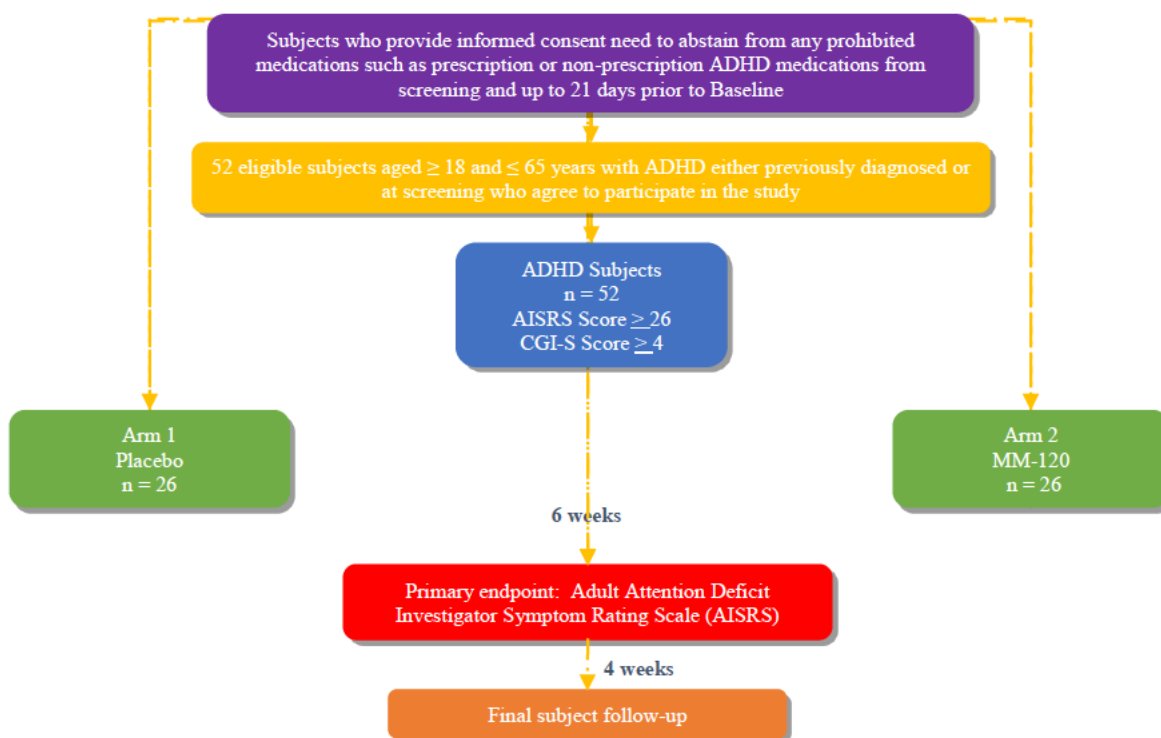 Subjects who provide informed consent need to abstain from any prohibited
medications such as prescription or non-prescription ADHD medications from
screening and up to 21 days prior to Baseline
52 eligible subjects aged ≥ 18 and ≤ 65 years with ADHD either previously diagnosed or
at screening who agree to participate in the study
ADHD Subjects
n = 52
AISRS Score ≥ 26
CGI-S Score ≥ 4
Arm 1
Placebo
n = 26
Arm 2
MM-120
n = 26
6 weeks
Primary endpoint: Adult Attention Deficit
Investigator Symptom Rating Scale (AISRS)
4 weeks
Final subject follow-up